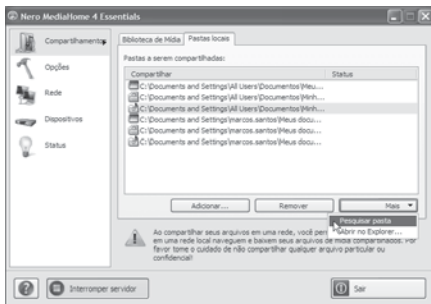 Nero MediaHome 4 Essentials
Compartilhamentos
Opções
Rede
Dispositivos
Status
Biblioteca de Mídia
Pastas locais
Pastas a serem compartilhadas:
Compartilhar
Status
C:\Documents and Settings\All Users\Documentos\Meu...
C:\Documents and Settings\All Users\Documentos\Minh...
C:\Documents and Settings\All Users\Documentos\Minh...
C:\Documents and Settings\marcos.santos\Meus docu...
C:\Documents and Settings\marcos.santos\Meus docu...
C:\Documents and Settings\marcos.santos\Meus docu...
Adicionar...
Remover
Mais
Pesquisar pasta
Abrir no Explorer...
Ao compartilhar seus arquivos em uma rede, você
em uma rede local naveguem e baixem seus arquivos de mídia compartilhados. Por
favor tome o cuidado de não compartilhar qualquer arquivo particular ou
confidencial!
Interromper servidor
Sair